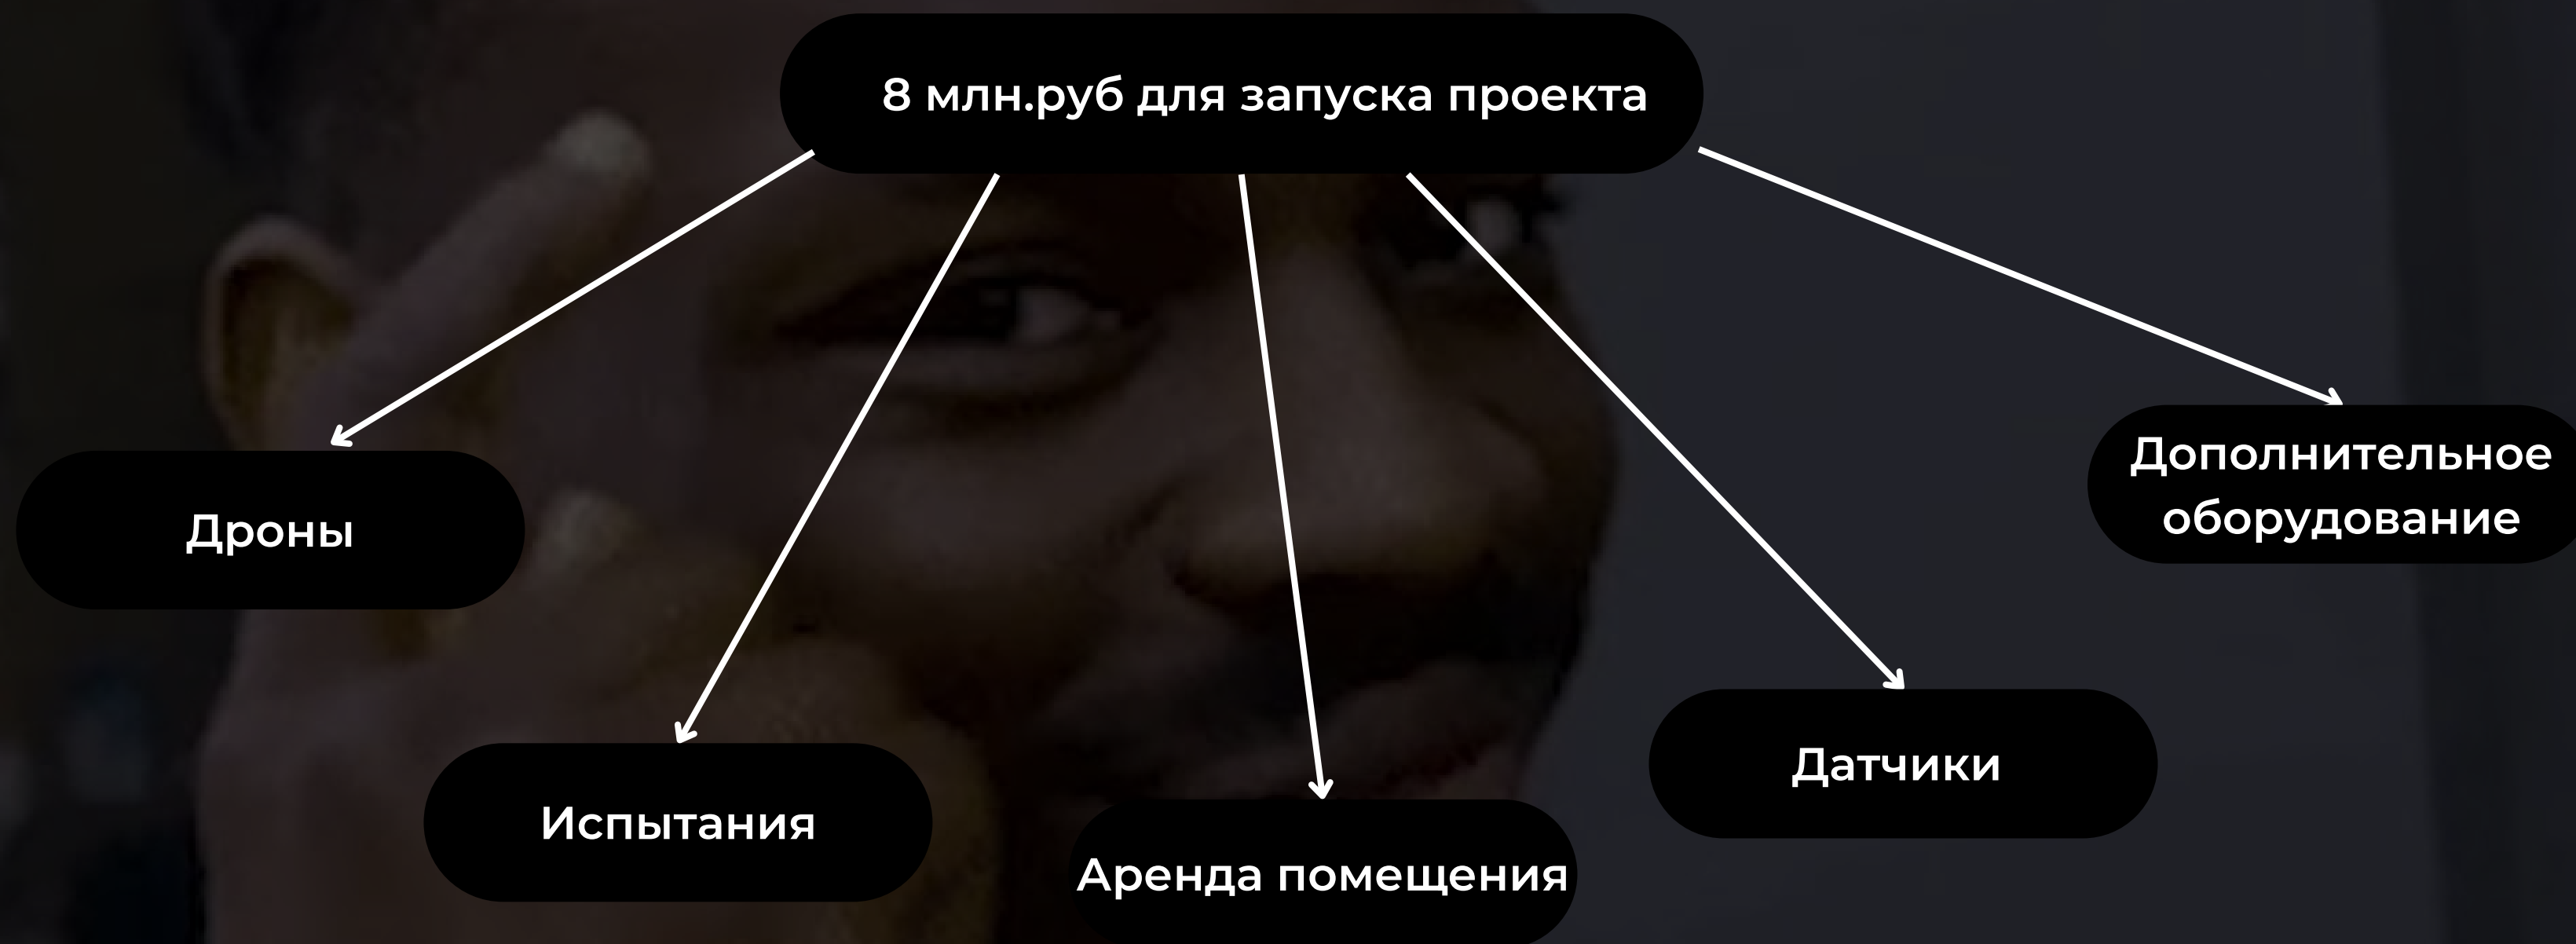 8 млн.руб для запуска проекта
Дроны
Испытания
Аренда помещения
Датчики
Дополнительное
оборудование